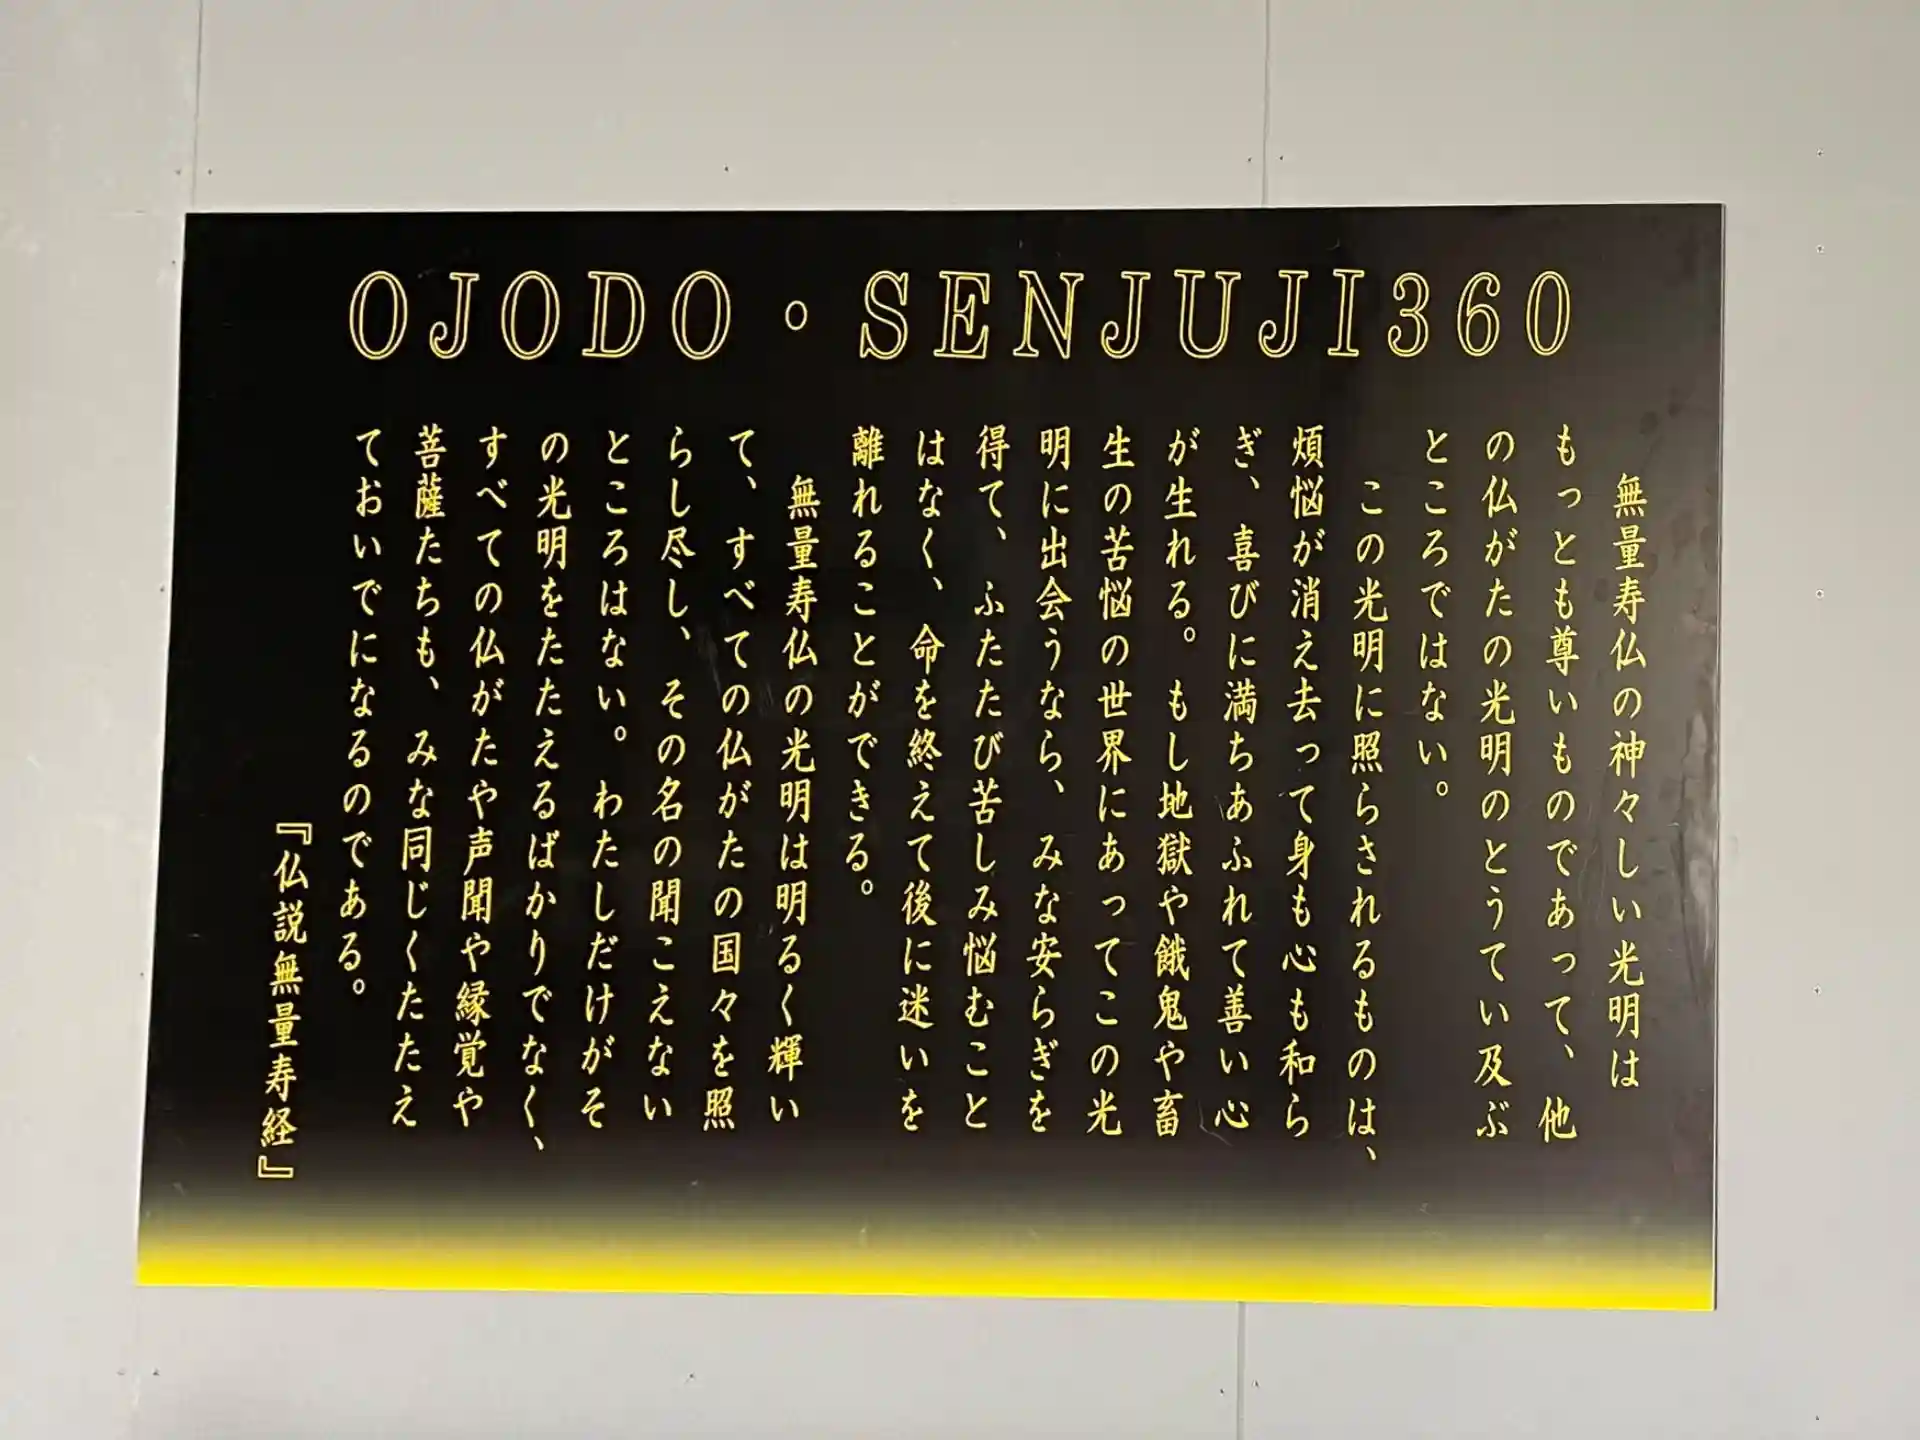 OJODO・SENJUJI360
無量寿仏の神々しい光明は
もっとも尊いものであって、他
の仏がたの光明のとうてい及ぶ
ところではない。
この光明に照らされるものは、
煩悩が消え去って身も心も和ら
ぎ、喜びに満ちあふれて善い心
が生れる。もし地獄や餓鬼や畜
生の苦悩の世界にあってこの光
明に出会うなら、みな安らぎを
得て、ふたたび苦しみ悩むこと
はなく、命を終えて後に迷いを
離れることができる。
無量寿仏の光明は明るく輝い
て、すべての仏がたの国々を照
らし尽し、その名の聞こえない
ところはない。わたしだけがそ
の光明をたたえるばかりでなく、
すべての仏がたや声聞や縁覚や
菩薩たちも、みな同じくたたえ
ておいでになるのである。
『仏説無量寿経』